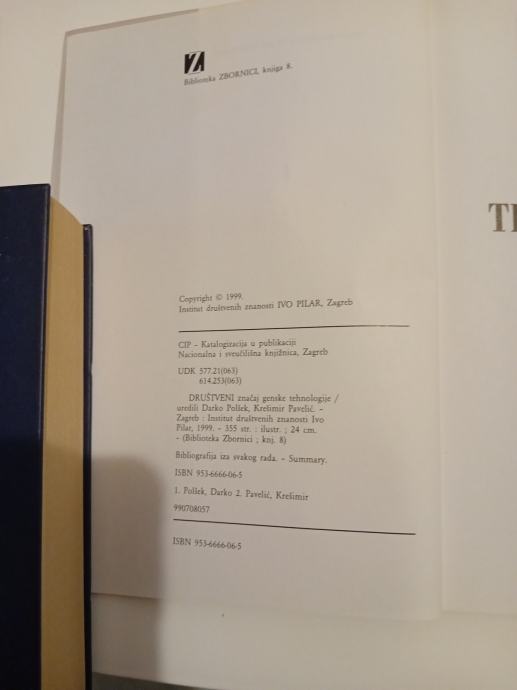 Z
Biblioteka ZBORNICI, knjiga 8.
Copyright © 1999.
Institut društvenih znanosti IVO PILAR, Zagreb
CIP - Katalogizacija u publikaciji
Nacionalna i sveučilišna knjižnica, Zagreb
UDK 577.21(063)
614.253(063)
DRUŠTVENI značaj genske tehnologije /
uredili Darko Polšek, Krešimir Pavelić. -
Zagreb : Institut društvenih znanosti Ivo
Pilar, 1999. - 355 str. : ilustr. ; 24 cm.
- (Biblioteka Zbornici ; knj. 8)
Bibliografija iza svakog rada. - Summary.
ISBN 953-6666-06-5
1. Polšek, Darko 2. Pavelić, Krešimir
990708057
ISBN 953-6666-06-5